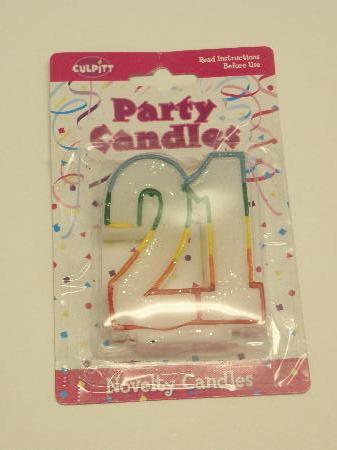 CULPITT
Read Instructions
Before Use
Party
Candles
21
Novelty Candles